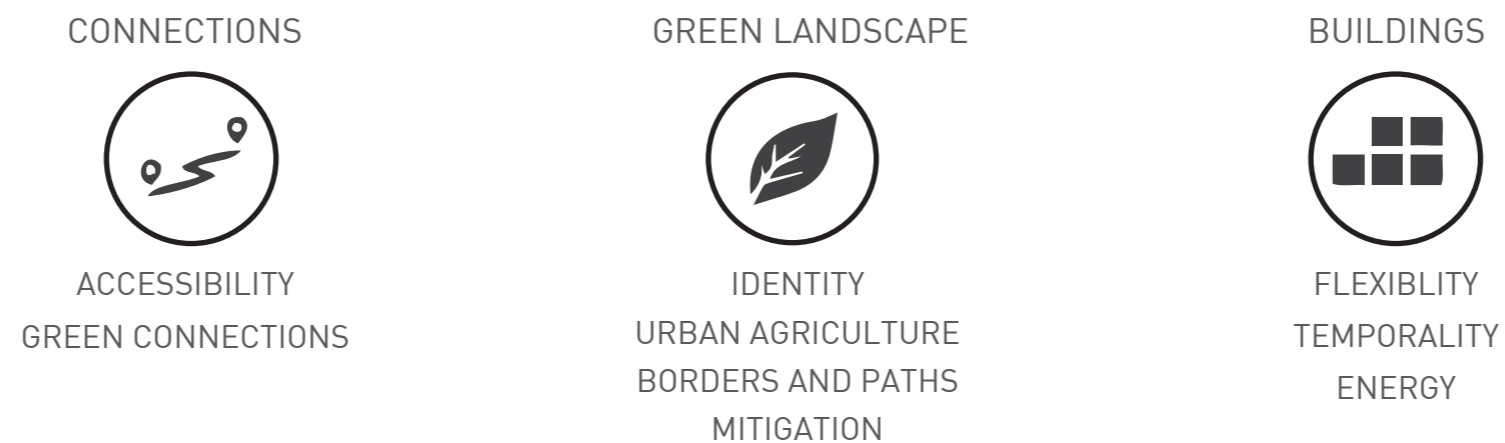 CONNECTIONS
ACCESSIBILITY
GREEN CONNECTIONS
GREEN LANDSCAPE
IDENTITY
URBAN AGRICULTURE
BORDERS AND PATHS
MITIGATION
BUILDINGS
FLEXIBLITY
TEMPORALITY
ENERGY